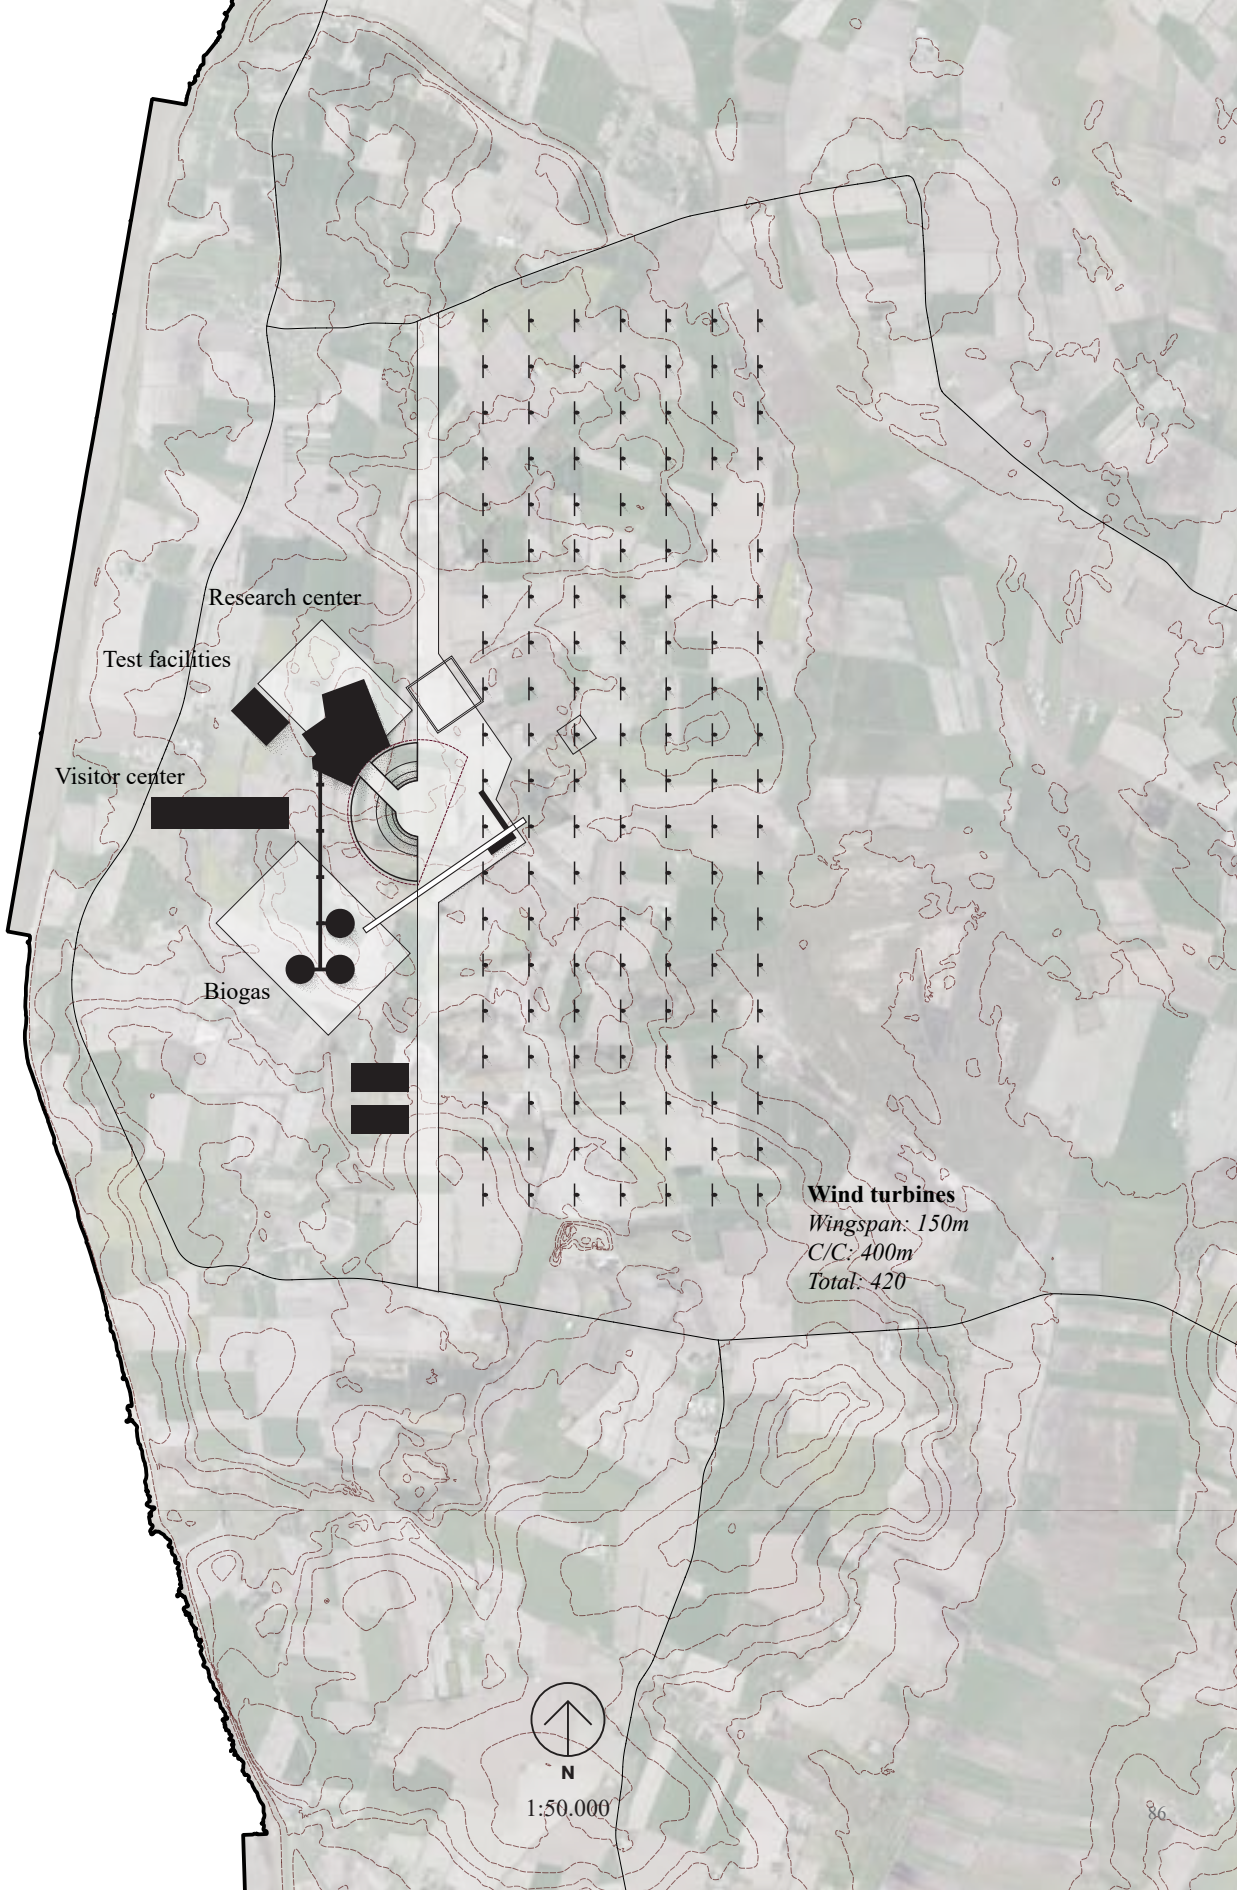 Research center
Test facilities
Visitor center
Biogas
Wind turbines
Wingspan: 150m
C/C: 400m
Total: 420
N
1:50.000
86